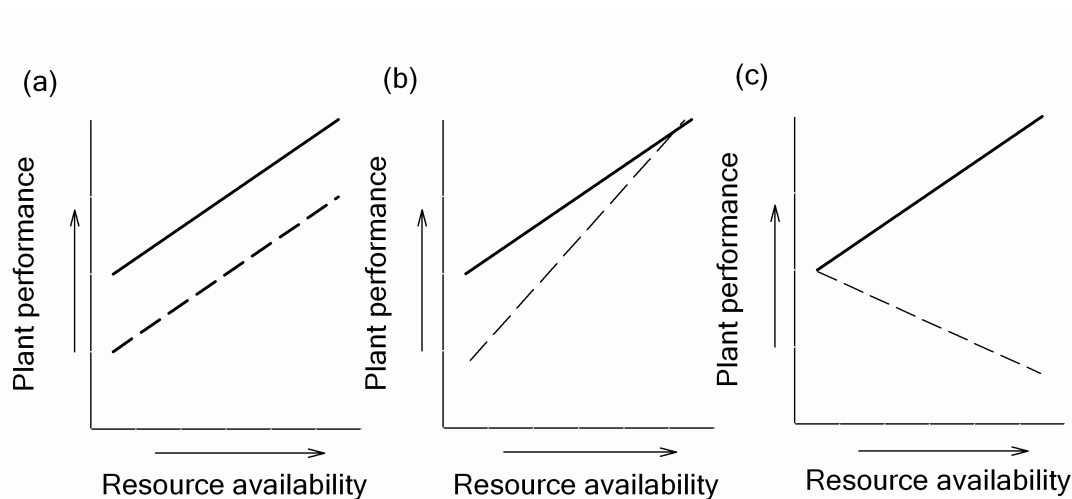 (a)
Plant performance
Resource availability
(b)
Plant performance
Resource availability
(c)
Plant performance
Resource availability